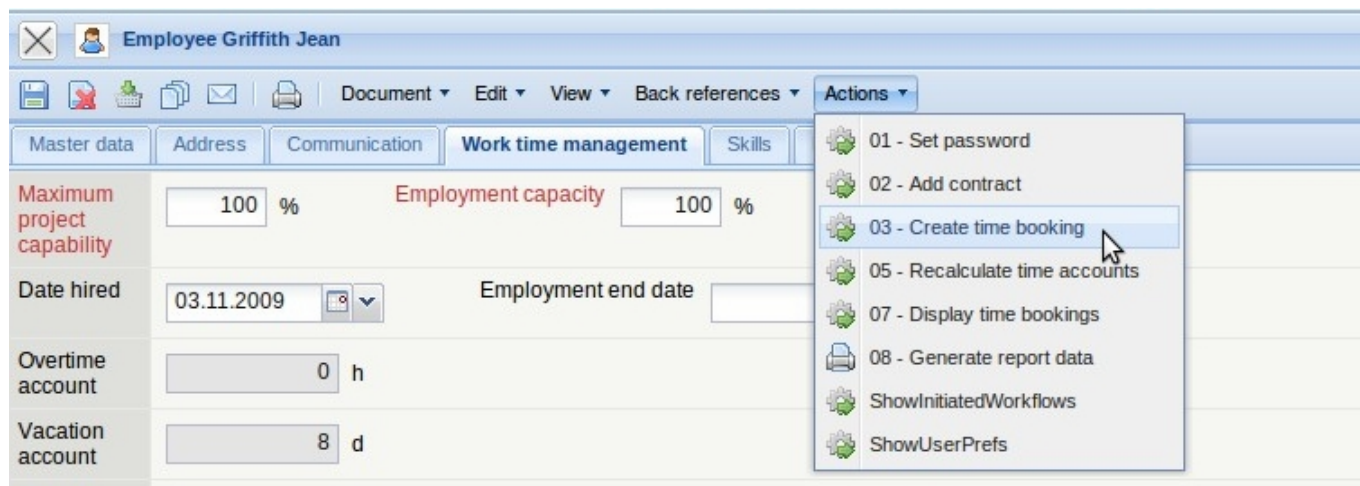 Employee Griffith Jean
Document Edit View Back references Actions
Master data Address Communication Work time management Skills
01 - Set password
02 - Add contract
03 - Create time booking
05 - Recalculate time accounts
07 - Display time bookings
08 - Generate report data
ShowInitiatedWorkflows
ShowUserPrefs
Maximum
project
capability
100 %
Employment capacity 100 %
Date hired 03.11.2009 Employment end date
Overtime
account
0 h
Vacation
account
8 d